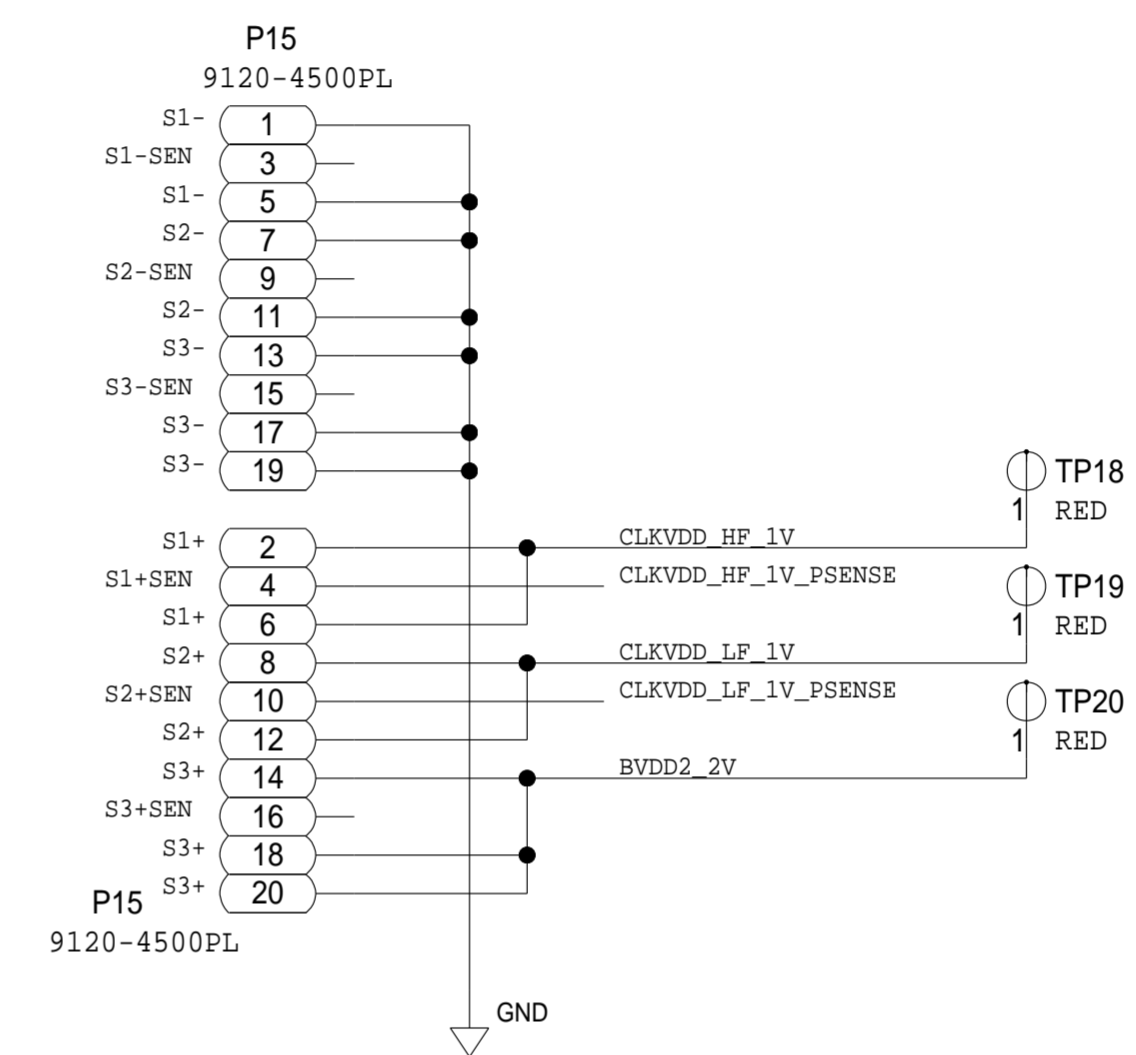 P15
9120-4500PL
S1- 1
S1-SEN 3
S1- 5
S2- 7
S2-SEN 9
S2- 11
S3- 13
S3-SEN 15
S3- 17
S3- 19
TP18
1 RED
S1+ 2 CLKVDD_HF_1V
S1+SEN 4 CLKVDD_HF_1V_PSENSE
TP19
S1+ 6
1 RED
S2+ 8 CLKVDD_LF_1V
S2+SEN 10 CLKVDD_LF_1V_PSENSE
TP20
S2+ 12
1 RED
S3+ 14 BVDD2_2V
S3+SEN 16
S3+ 18
S3+ 20
P15
9120-4500PL
GND